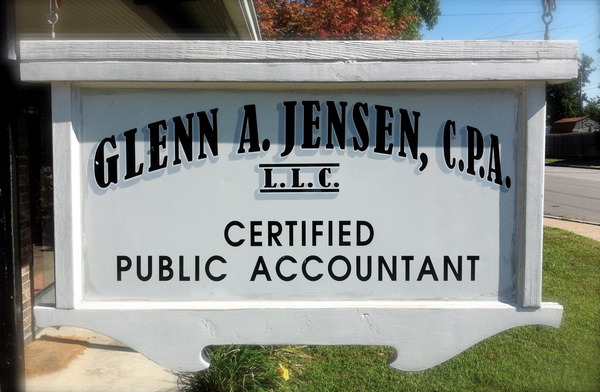 GLENN A. JENSEN, C.P.A.
L.L.C.
CERTIFIED
PUBLIC ACCOUNTANT